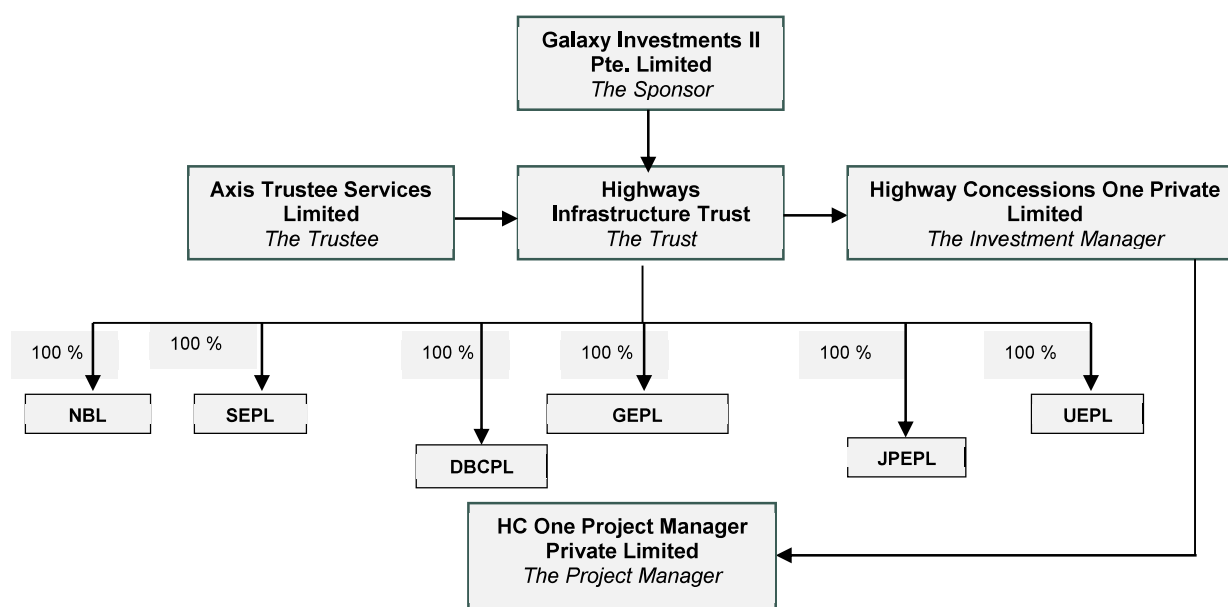 Galaxy Investments II
Pte. Limited
The Sponsor
Axis Trustee Services
Limited
The Trustee
Highways
Infrastructure Trust
The Trust
Highway Concessions One Private
Limited
The Investment Manager
100 %
100 %
100 %
100 %
100 %
100 %
NBL
SEPL
DBCPL
GEPL
JPEPL
UEPL
HC One Project Manager
Private Limited
The Project Manager